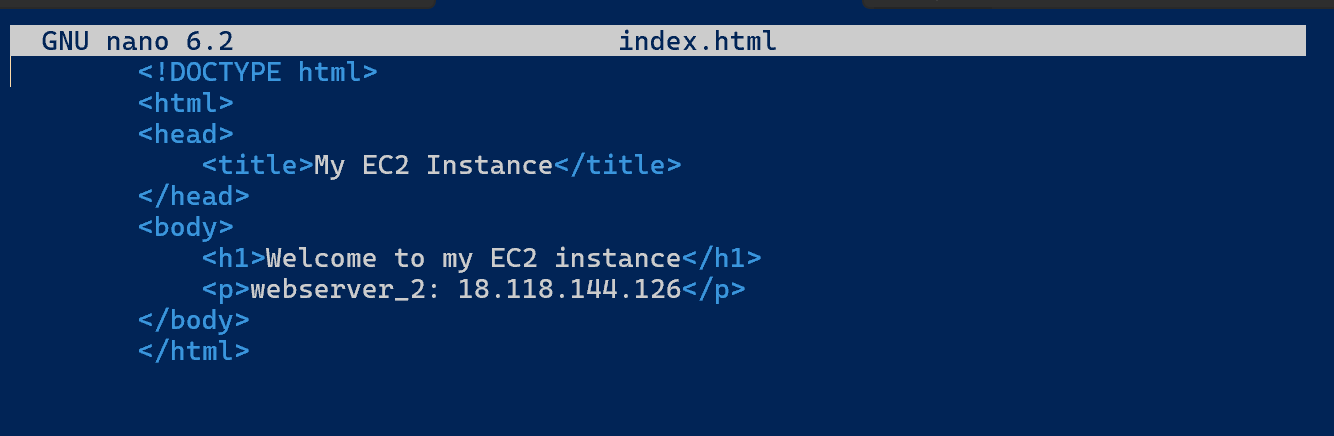 GNU nano 6.2 index.html
<!DOCTYPE html>
<html>
<head>
<title>My EC2 Instance</title>
</head>
<body>
<h1>Welcome to my EC2 instance</h1>
<p>webserver_2: 18.118.144.126</p>
</body>
</html>